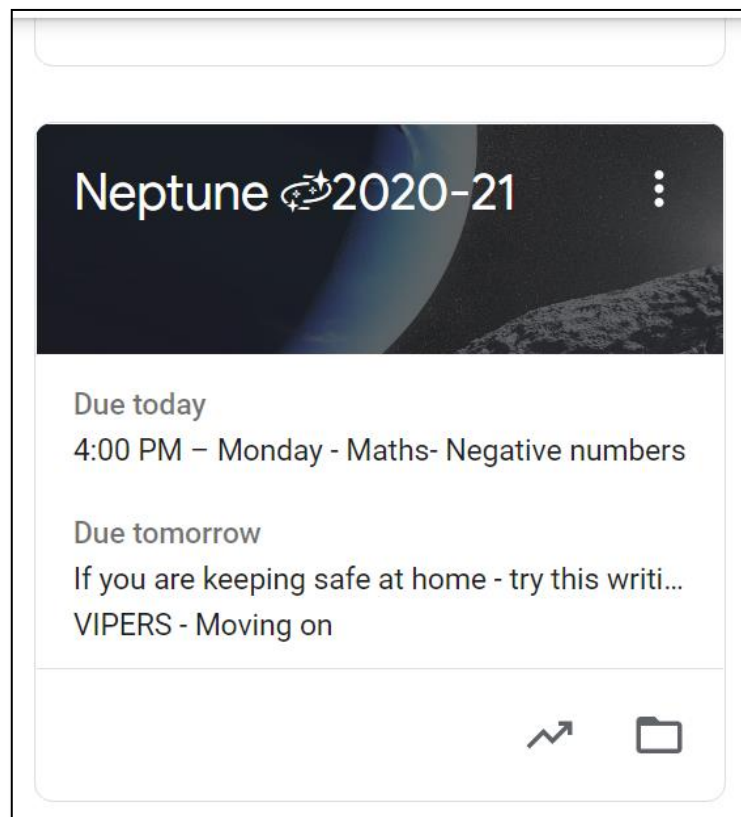 Neptune 💫2020-21
Due today
4:00 PM – Monday - Maths- Negative numbers
Due tomorrow
If you are keeping safe at home - try this writi...
VIPERS - Moving on